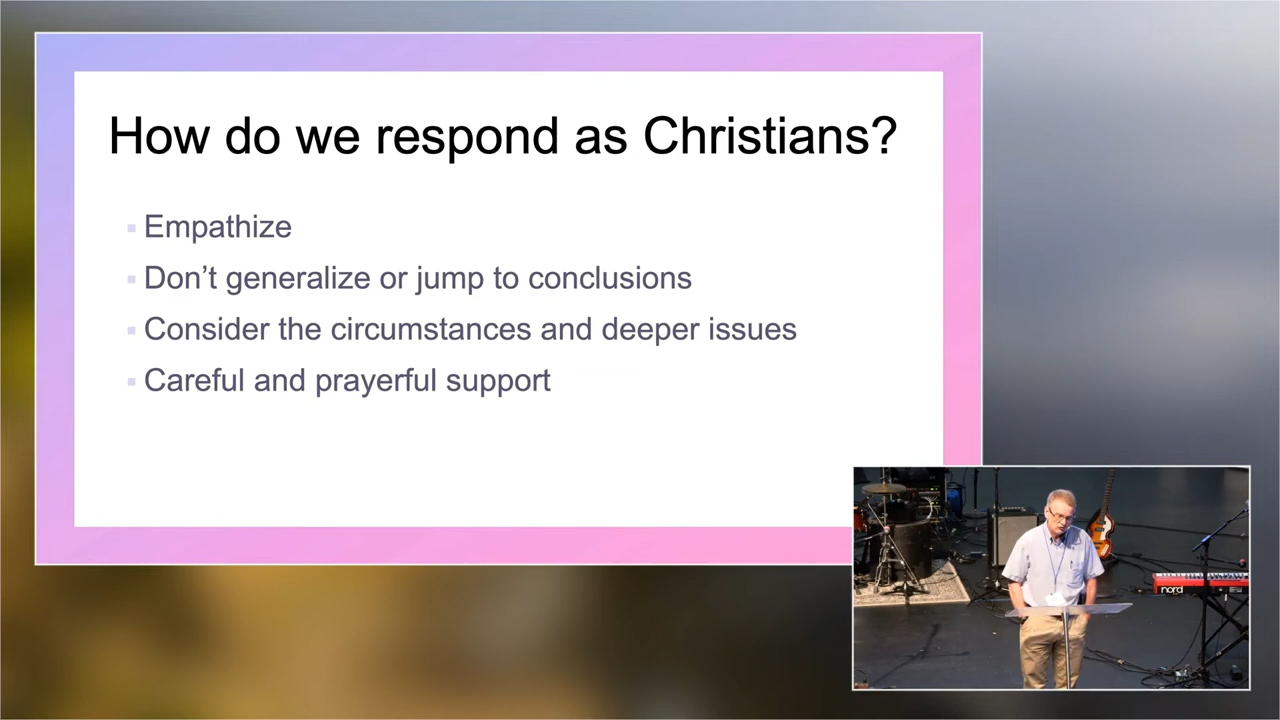 How do we respond as Christians?
Empathize
Don’t generalize or jump to conclusions
Consider the circumstances and deeper issues
Careful and prayerful support
nord